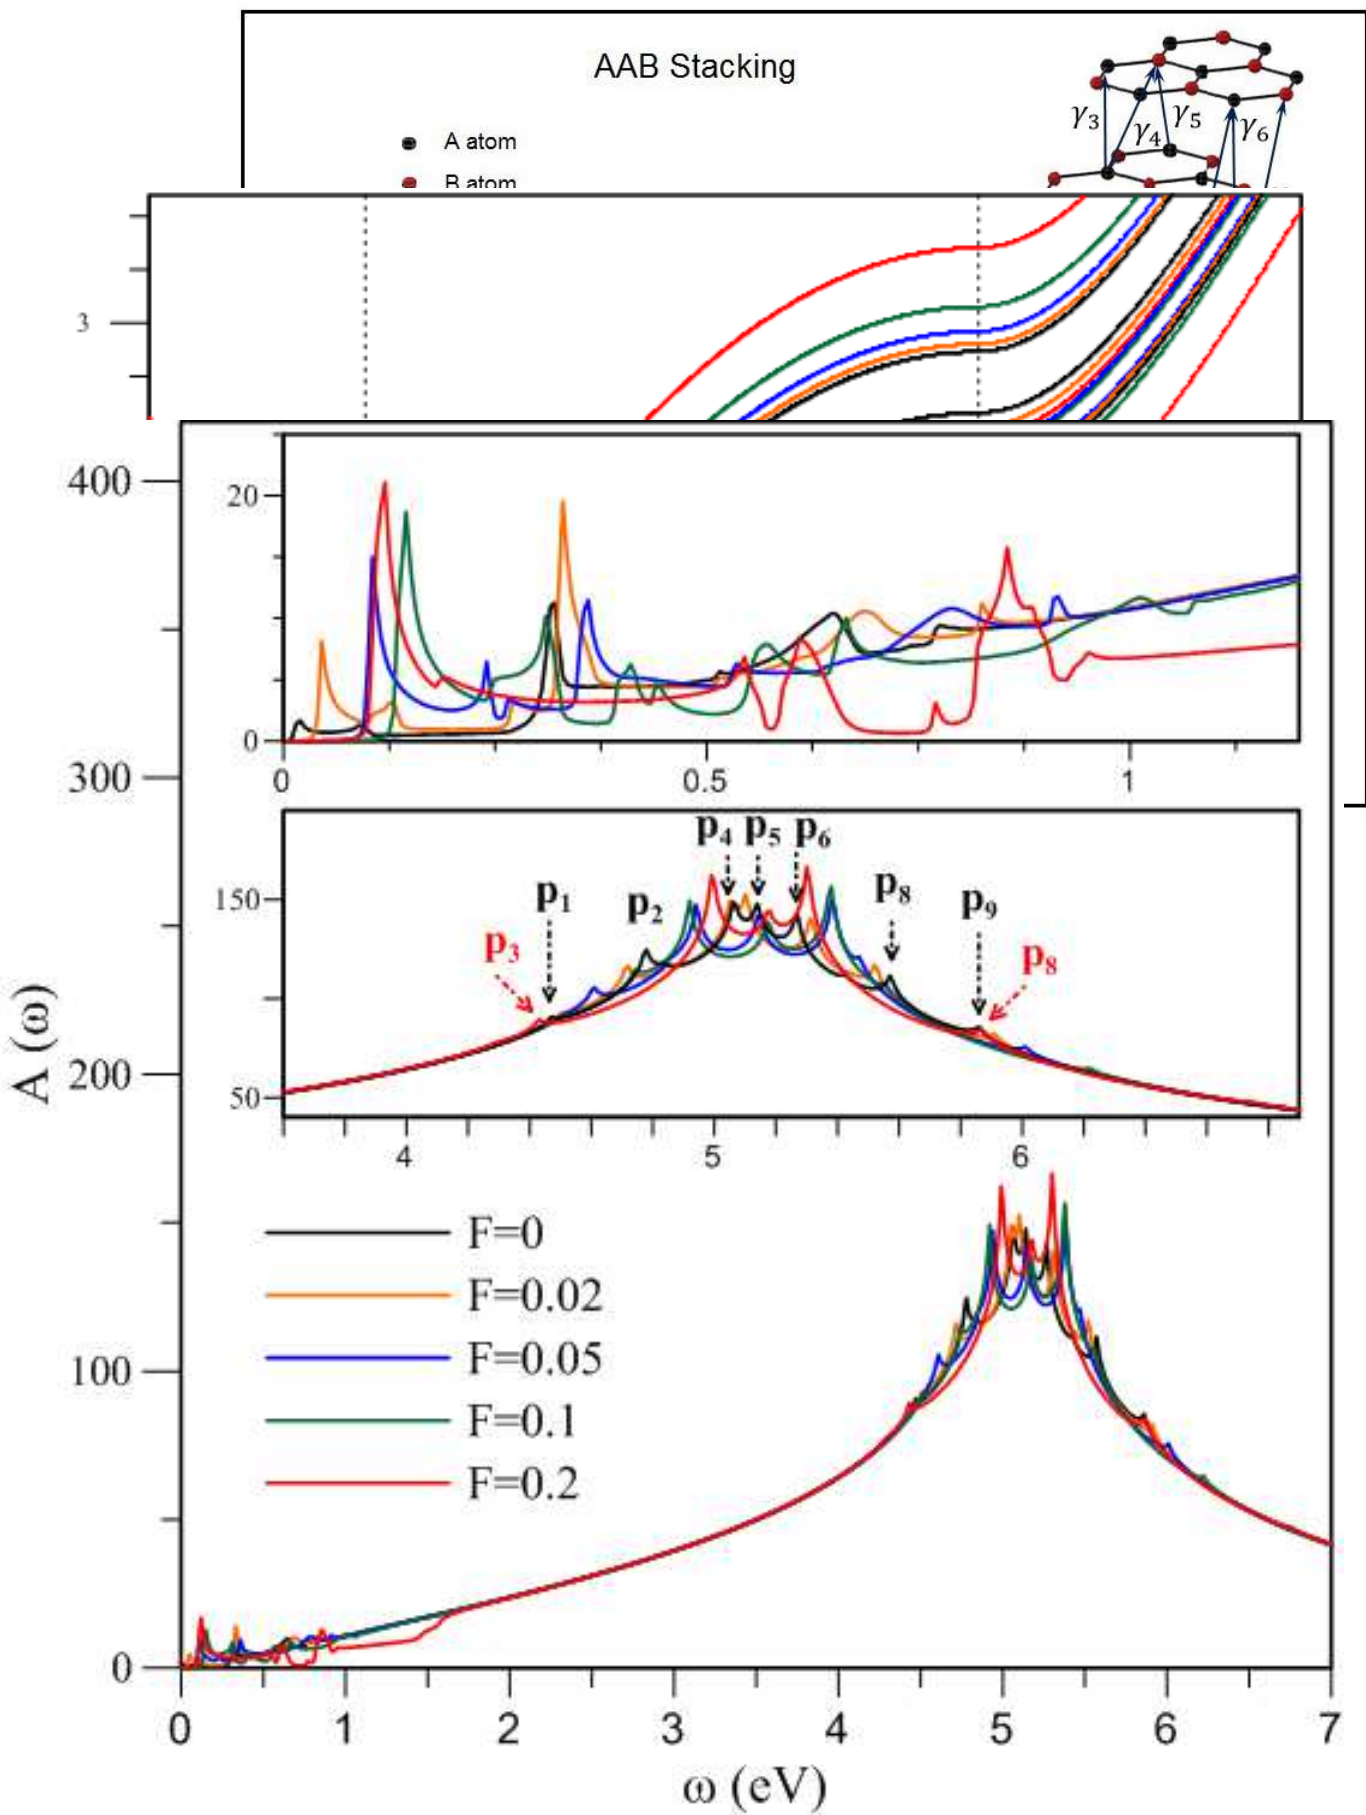 AAB Stacking
A atom
B atom
γ3
γ4
γ5
γ6
3
400
300
200
100
0
A (ω)
20
0
0
0.5
1
p4
p5
p6
p1
p2
p8
p9
p3
p8
150
50
4
5
6
F=0
F=0.02
F=0.05
F=0.1
F=0.2
0
1
2
3
4
5
6
7
ω (eV)